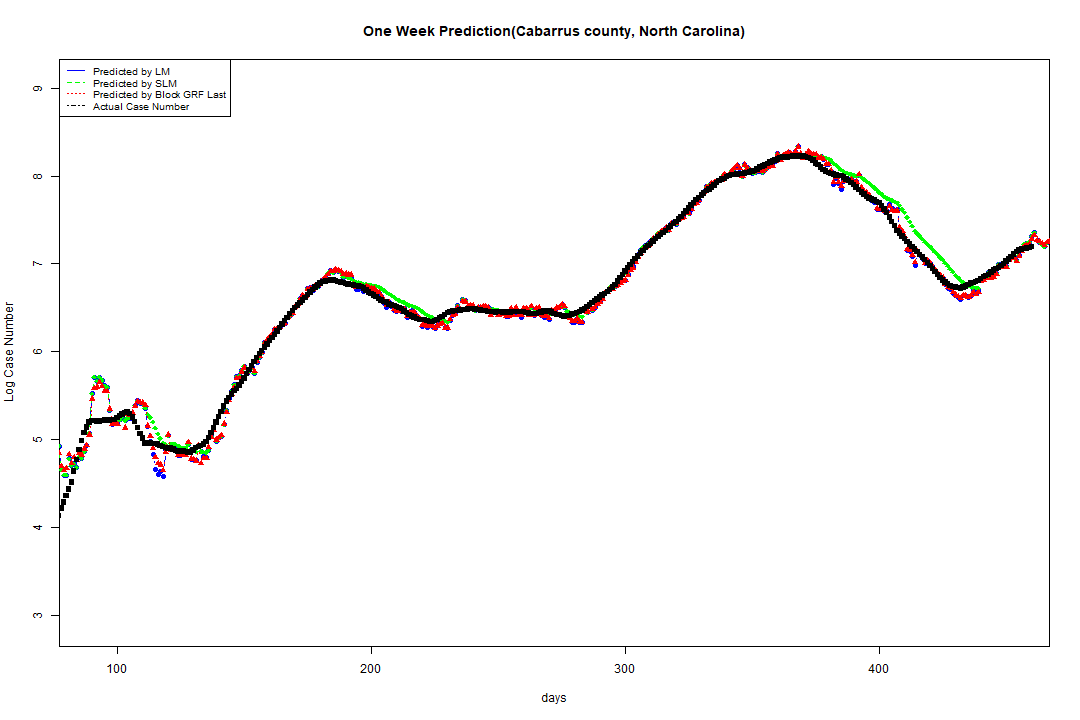 One Week Prediction(Cabarrus county, North Carolina)
Predicted by LM
Predicted by SLM
Predicted by Block GRF Last
Actual Case Number
9
8
7
6
5
4
3
Log Case Number
100 200 300 400
days